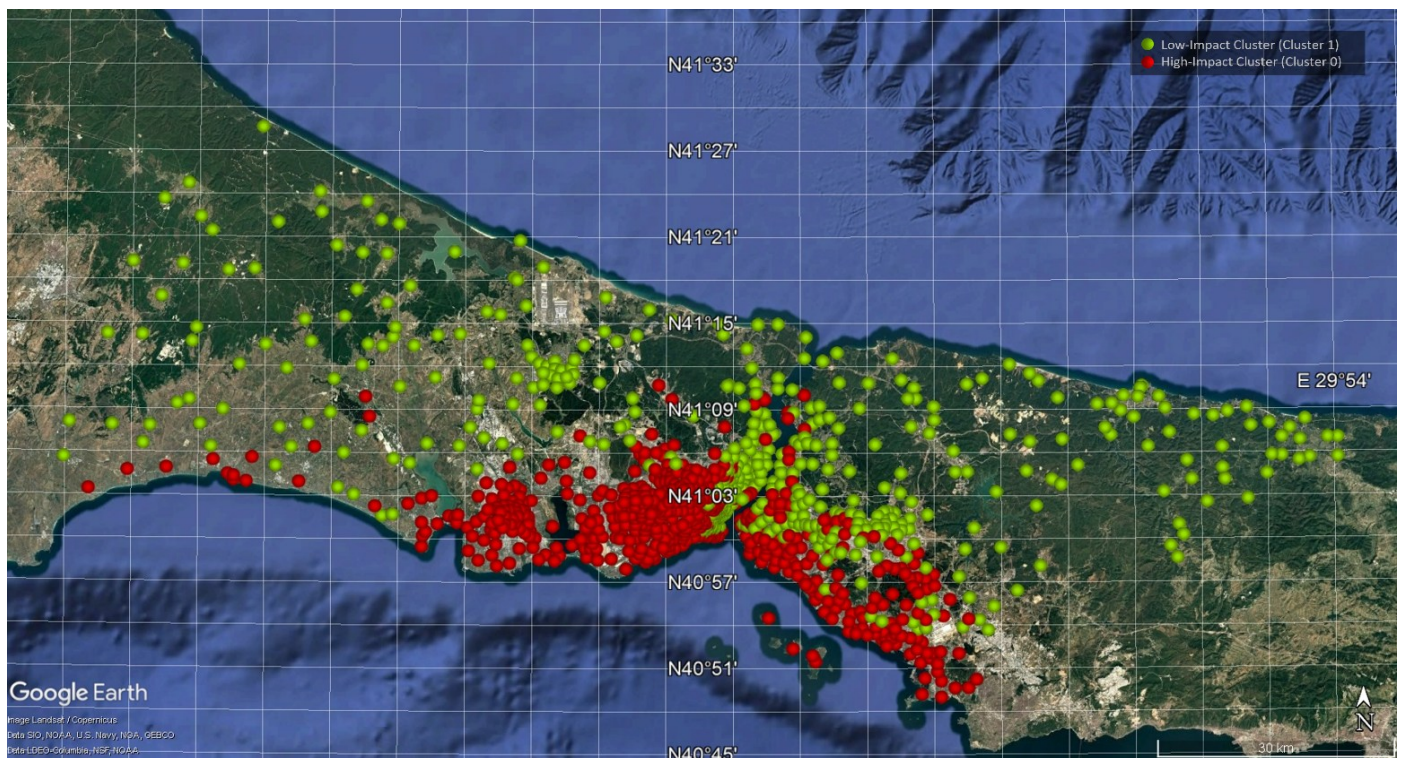 Low-Impact Cluster (Cluster 1)
High-Impact Cluster (Cluster 0)
N41°33'
N41°27'
N41°21'
N41°15'
E 29°54'
N41°09'
N41°03'
N40°57'
N40°51'
N40°45'
Google Earth
Image Landsat / Copernicus
Data SIO, NOAA, U.S. Navy, NGA, GEBCO
Data LDEO-Columbia, NSF, NOAA
N
30 km